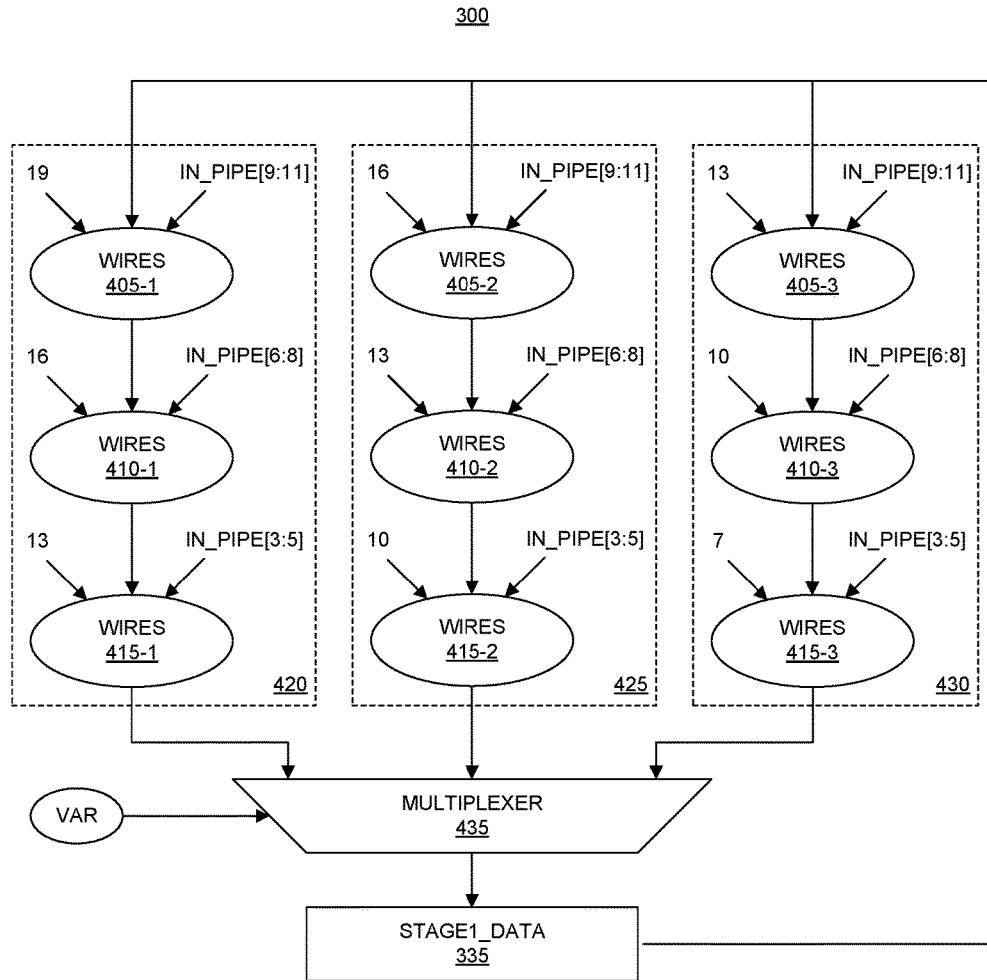 300
19 IN_PIPE[9:11] 16 IN_PIPE[9:11] 13 IN_PIPE[9:11]
WIRES WIRES WIRES
405-1 405-2 405-3
16 IN_PIPE[6:8] 13 IN_PIPE[6:8] 10 IN_PIPE[6:8]
WIRES WIRES WIRES
410-1 410-2 410-3
13 IN_PIPE[3:5] 10 IN_PIPE[3:5] 7 IN_PIPE[3:5]
WIRES WIRES WIRES
415-1 415-2 415-3
420 425 430
VAR
MULTIPLEXER
435
STAGE1_DATA
335